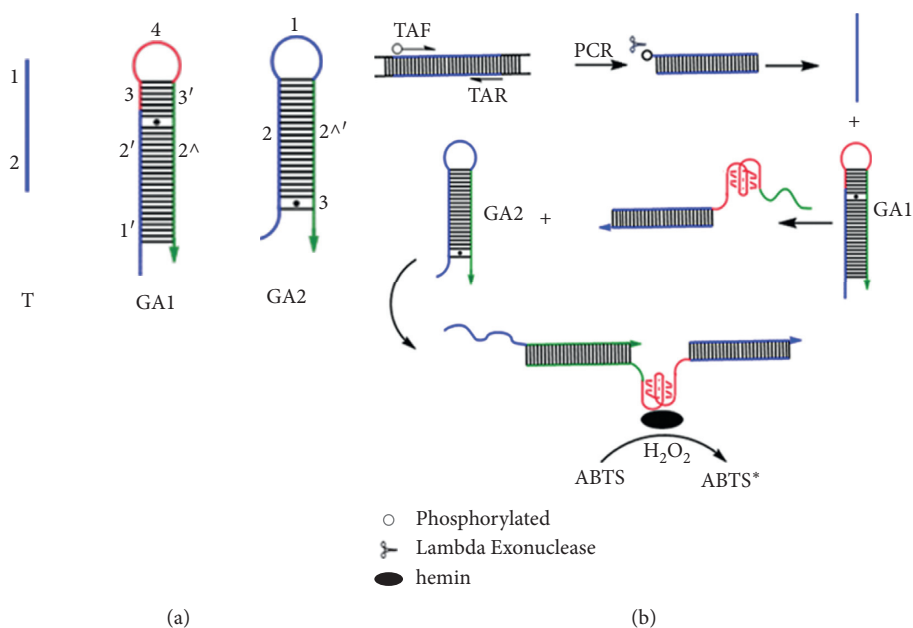 1
2
T
4
3 3′
2′ 2^
1′
GA1
1
2 2^′
3
GA2
(a)
TAF
TAR
PCR
+
GA1
GA2 +
H₂O₂
ABTS ABTS*
Phosphorylated
Lambda Exonuclease
hemin
(b)